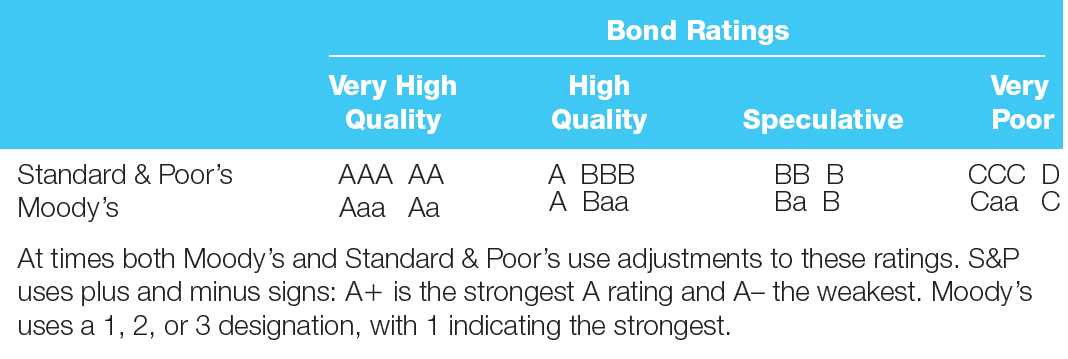 Bond Ratings
Very High Quality
High Quality
Speculative
Very Poor
Standard & Poor's AAA AA A BBB BB B CCC D
Moody's Aaa Aa A Baa Ba B Caa C
At times both Moody's and Standard & Poor's use adjustments to these ratings. S&P
uses plus and minus signs: A+ is the strongest A rating and A– the weakest. Moody's
uses a 1, 2, or 3 designation, with 1 indicating the strongest.